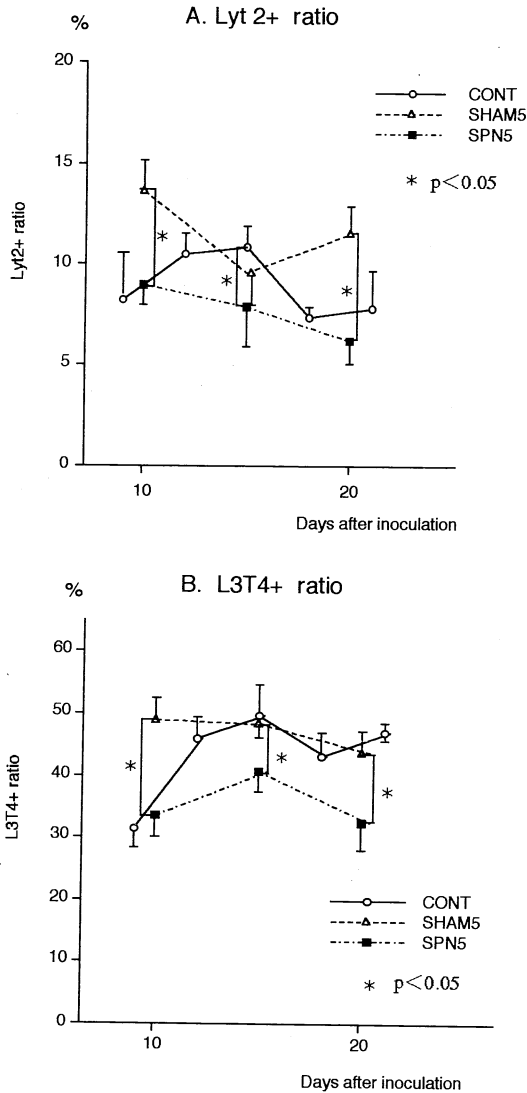 A. Lyt 2+ ratio
%
20
CONT
SHAM5
SPN5
15
* p<0.05
Lyt2+ ratio
10
*
*
*
5
0
10
20
Days after inoculation
B. L3T4+ ratio
%
60
50
*
*
40
*
L3T4+ ratio
30
20
CONT
SHAM5
SPN5
10
* p<0.05
0
10
20
Days after inoculation